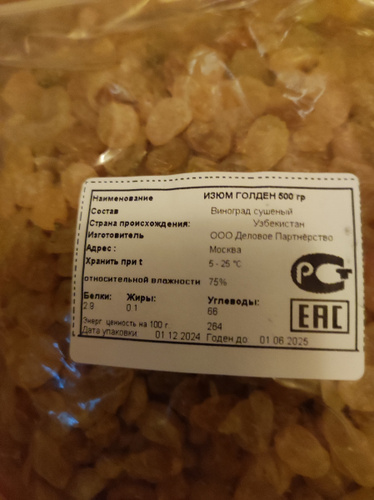 Наименование ИЗЮМ ГОЛДЕН 500 гр
Состав Виноград сушеный
Страна происхождения: Узбекистан
Изготовитель ООО Деловое Партнёрство
Адрес : Москва
Хранить при t 5 - 25 °С
относительной влажности 75%
Белки: Жиры: Углеводы:
2.9 0.1 66
Энерг ценность на 100 г. 264
Дата упаковки 01 12 2024 Годен до 01 06 2025
РСТ
ЕАС